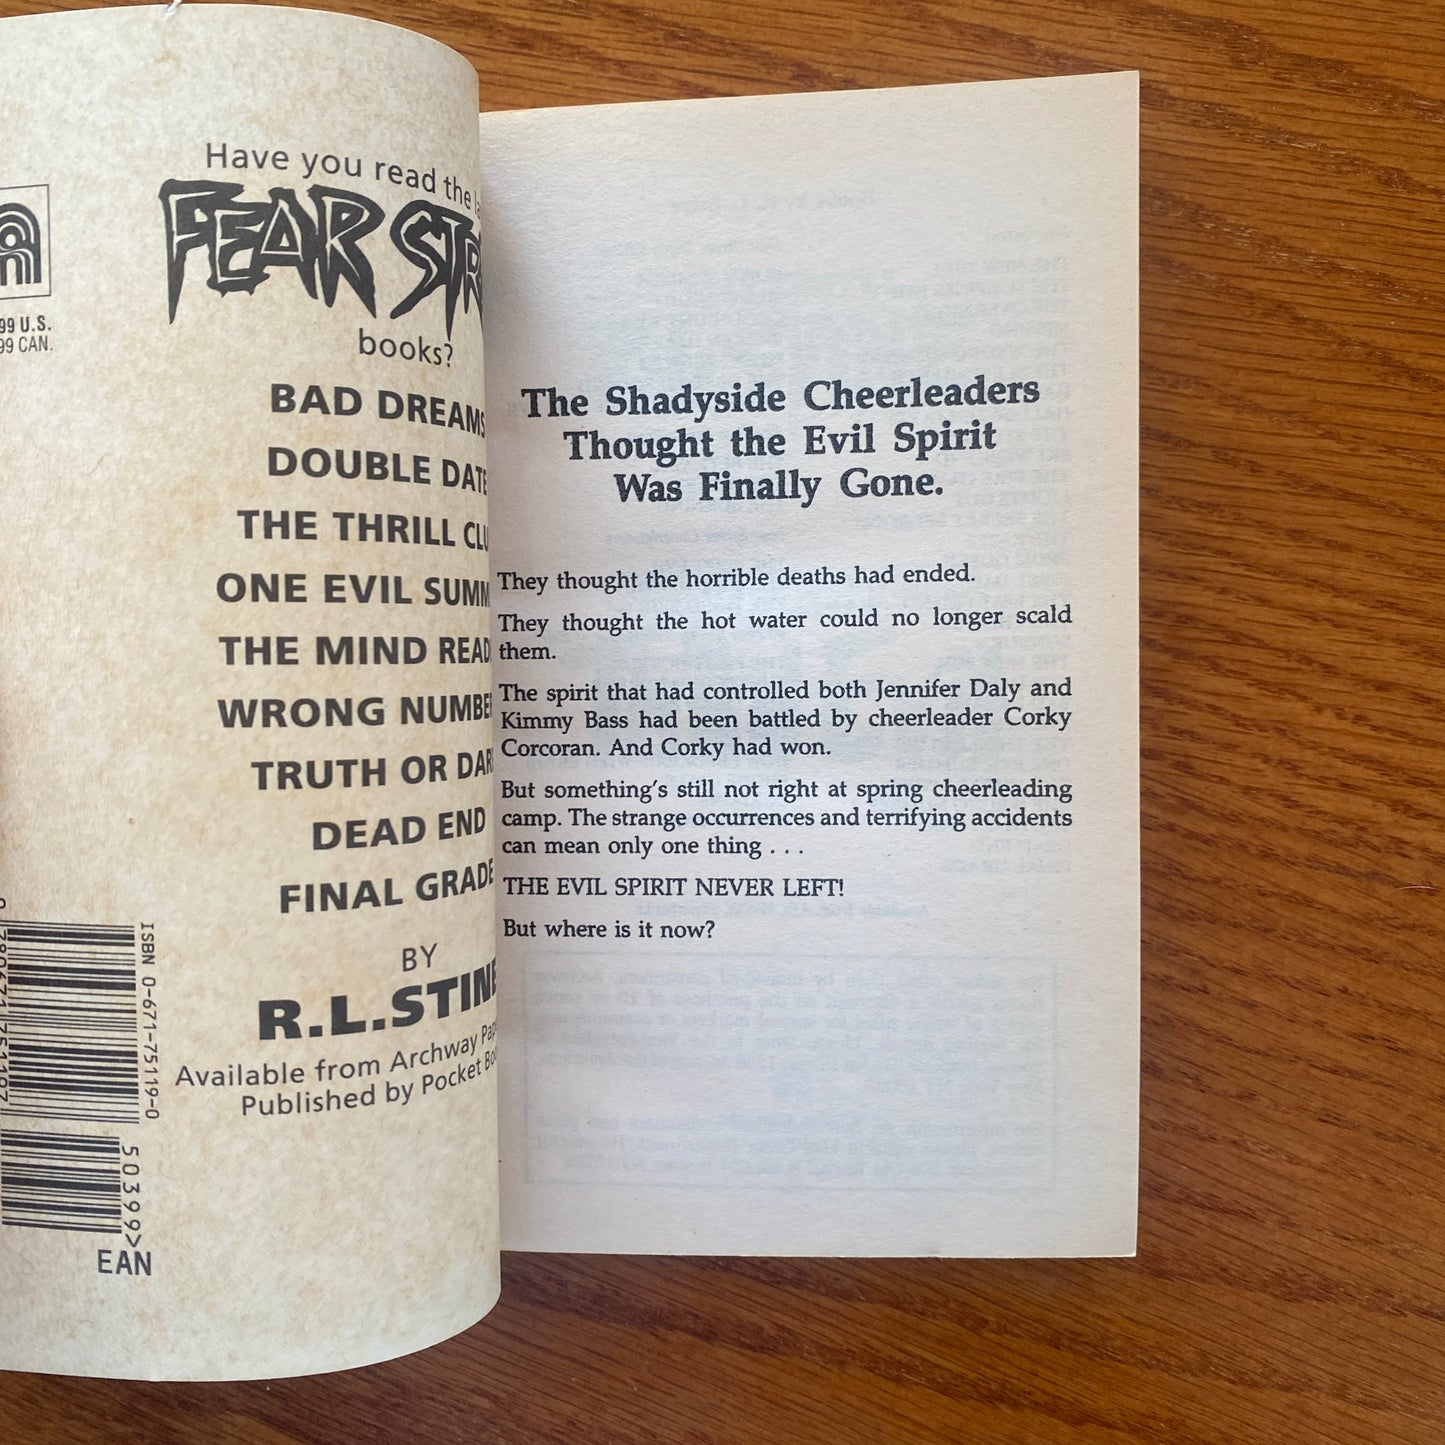 99 U.S.
99 CAN.
Have you read the
FEAR STR
books?
BAD DREAMS
DOUBLE DATE
THE THRILL CLU
ONE EVIL SUMM
THE MIND READ
WRONG NUMBER
TRUTH OR DAR
DEAD END
FINAL GRADE
BY
R.L.STINE
Available from Archway Pape
Published by Pocket Boo
ISBN 0-671-75119-0
50399>
EAN
The Shadyside Cheerleaders
Thought the Evil Spirit
Was Finally Gone.
They thought the horrible deaths had ended.
They thought the hot water could no longer scald
them.
The spirit that had controlled both Jennifer Daly and
Kimmy Bass had been battled by cheerleader Corky
Corcoran. And Corky had won.
But something's still not right at spring cheerleading
camp. The strange occurrences and terrifying accidents
can mean only one thing . . .
THE EVIL SPIRIT NEVER LEFT!
But where is it now?